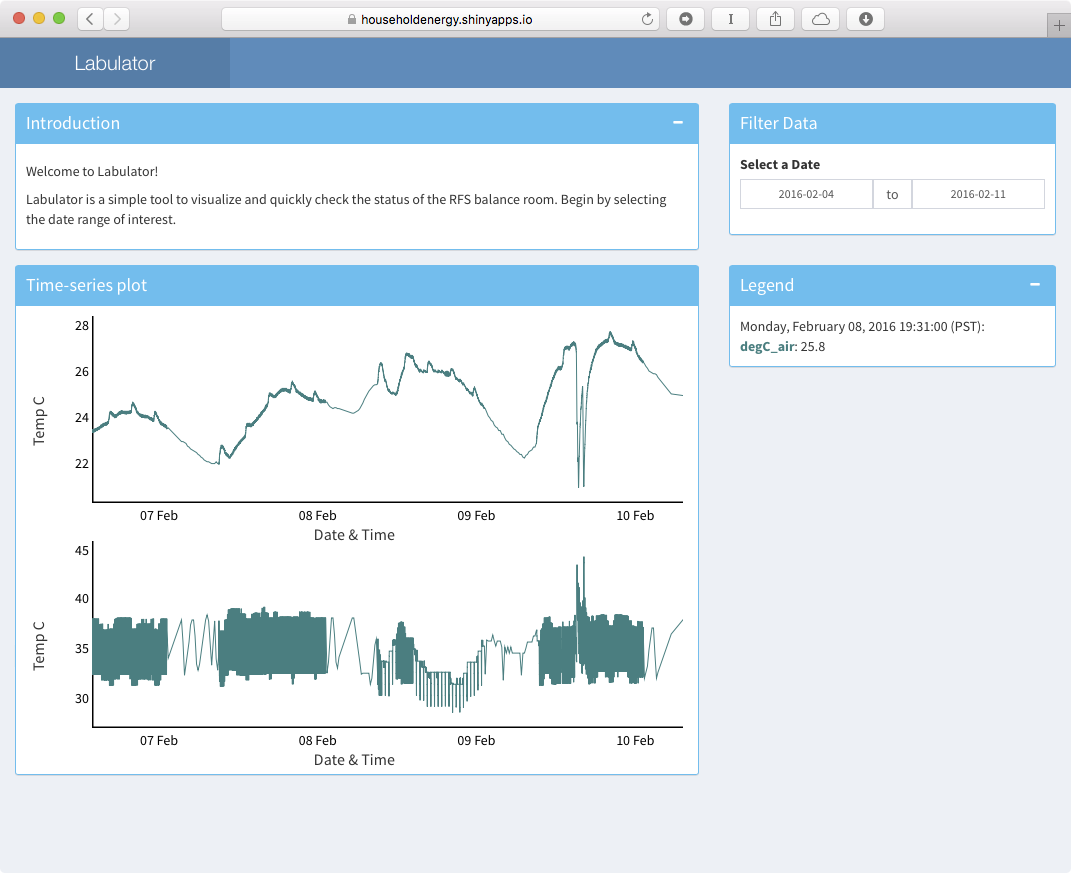 householdenergy.shinyapps.io
Labulator
Introduction
Welcome to Labulator!
Labulator is a simple tool to visualize and quickly check the status of the RFS balance room. Begin by selecting
the date range of interest.
Filter Data
Select a Date
2016-02-04 to 2016-02-11
Time-series plot
28
26
24
22
Temp C
07 Feb 08 Feb 09 Feb 10 Feb
Date & Time
45
40
35
30
Temp C
07 Feb 08 Feb 09 Feb 10 Feb
Date & Time
Legend
Monday, February 08, 2016 19:31:00 (PST):
degC_air: 25.8